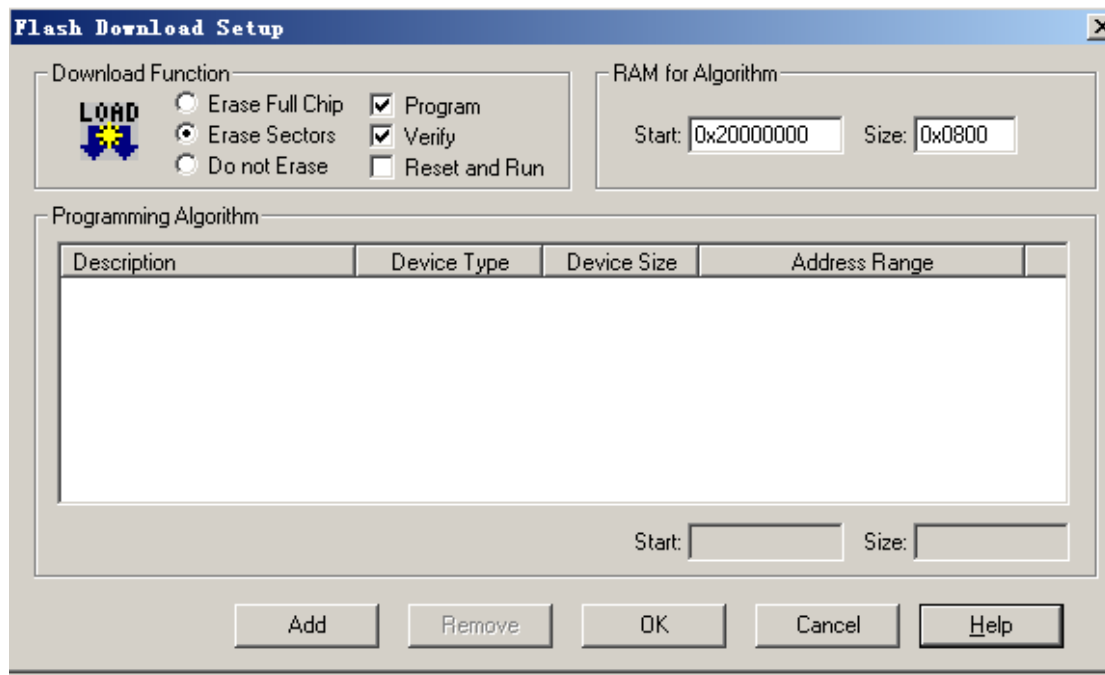 Flash Download Setup
Download Function
RAM for Algorithm
LOAD
Erase Full Chip
Program
Erase Sectors
Verify
Start: 0x20000000 Size: 0x0800
Do not Erase
Reset and Run
Programming Algorithm
Description Device Type Device Size Address Range
Start: Size:
Add Remove OK Cancel Help